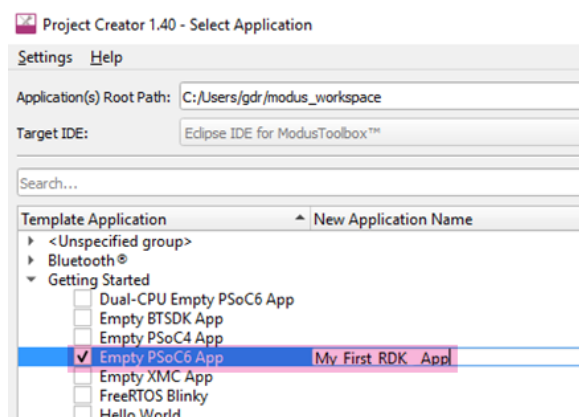 Project Creator 1.40 - Select Application
Settings Help
Application(s) Root Path: C:/Users/gdr/modus_workspace
Target IDE: Eclipse IDE for ModusToolbox™
Search...
Template Application New Application Name
<Unspecified group>
Bluetooth®
Getting Started
Dual-CPU Empty PSoC6 App
Empty BTSDK App
Empty PSoC4 App
Empty PSoC6 App My_First_RDK__App
Empty XMC App
FreeRTOS Blinky
Hello World